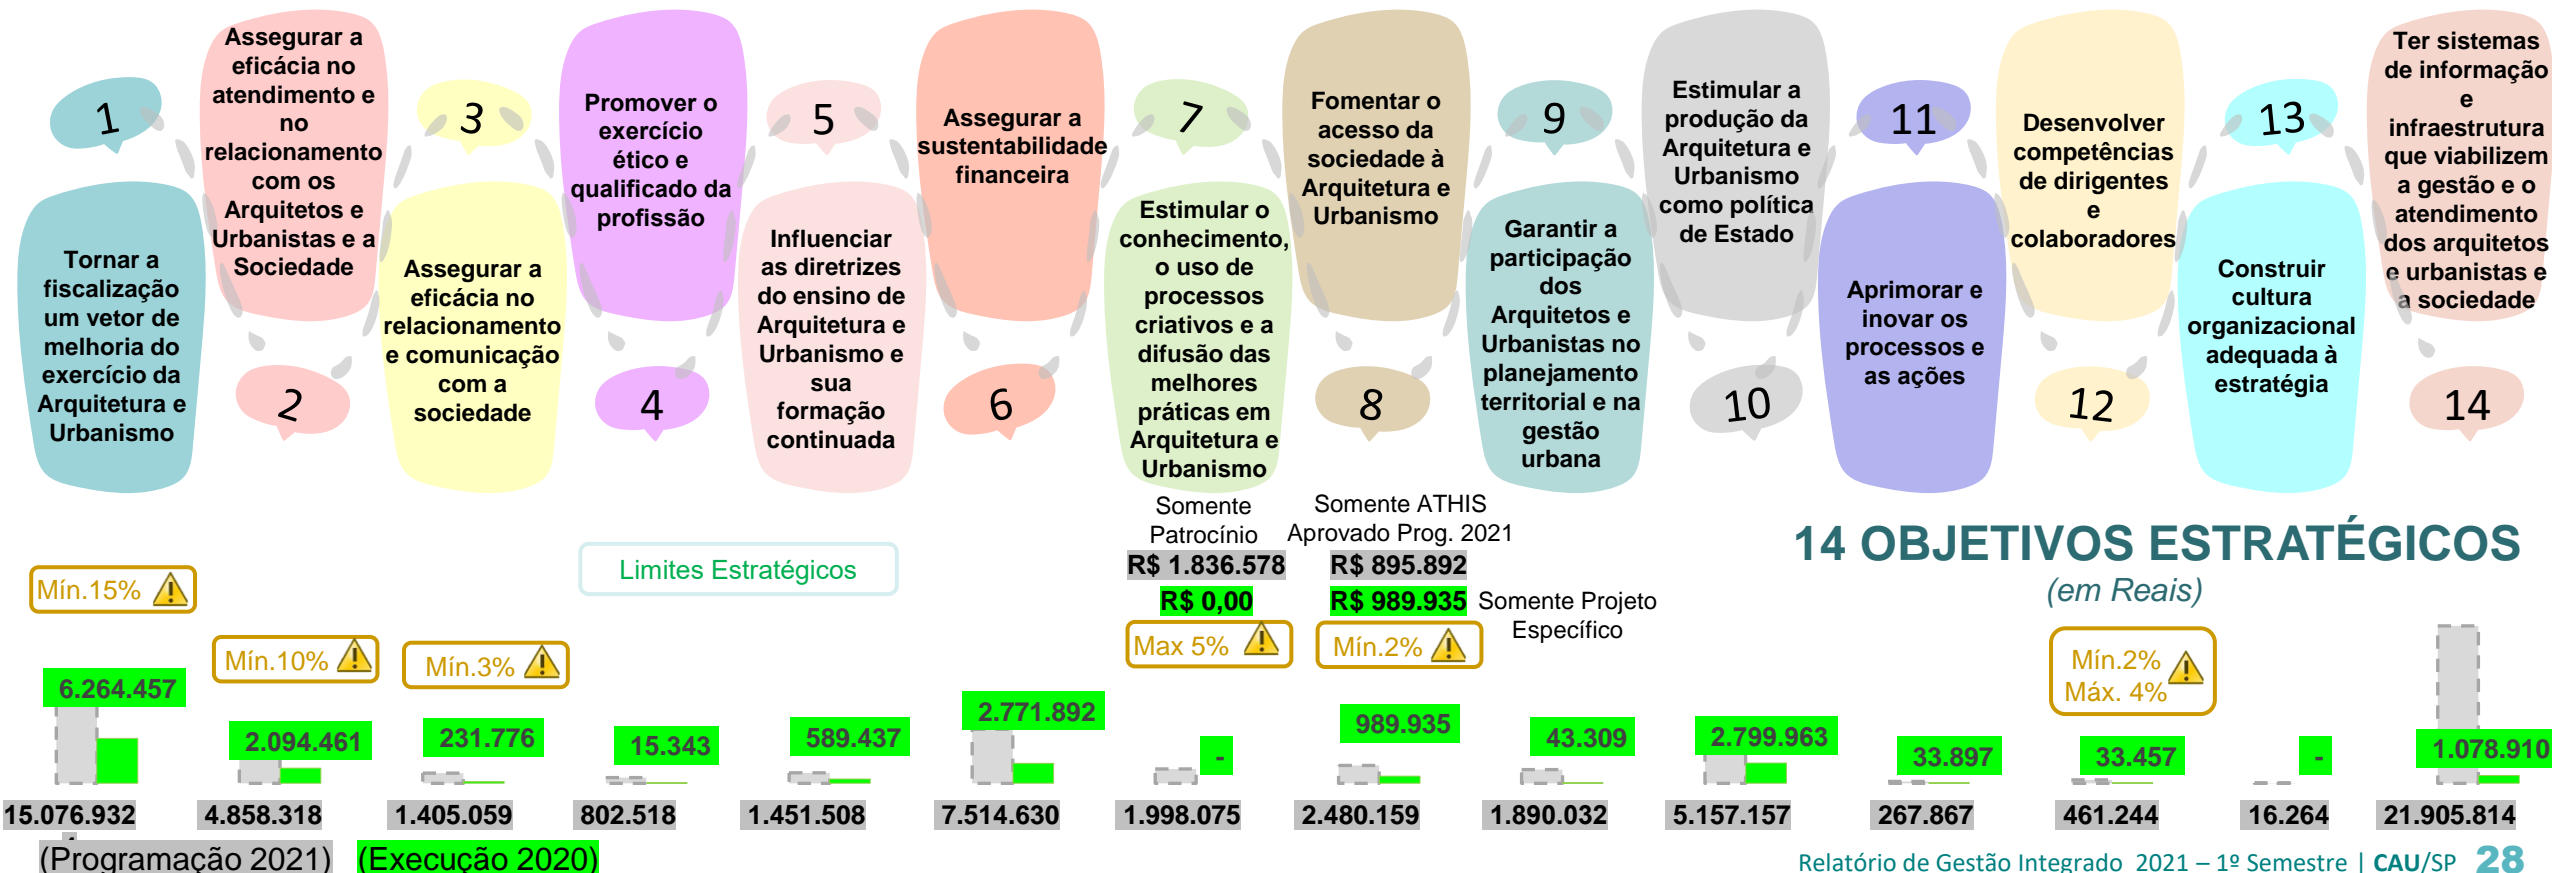 1
Tornar a
fiscalização
um vetor de
melhoria do
exercício da
Arquitetura e
Urbanismo
Assegurar a
eficácia no
atendimento e
no
relacionamento
com os
Arquitetos e
Urbanistas e a
Sociedade
2
3
Assegurar a
eficácia no
relacionamento
e comunicação
com a
sociedade
Promover o
exercício
ético e
qualificado da
profissão
4
5
Influenciar
as diretrizes
do ensino de
Arquitetura e
Urbanismo e
sua
formação
continuada
Assegurar a
sustentabilidade
financeira
6
7
Estimular o
conhecimento,
o uso de
processos
criativos e a
difusão das
melhores
práticas em
Arquitetura e
Urbanismo
Fomentar o
acesso da
sociedade à
Arquitetura e
Urbanismo
8
9
Garantir a
participação
dos
Arquitetos e
Urbanistas no
planejamento
territorial e na
gestão
urbana
Estimular a
produção da
Arquitetura e
Urbanismo
como política
de Estado
10
11
Aprimorar e
inovar os
processos e
as ações
Desenvolver
competências
de dirigentes
e
colaboradores
12
13
Construir
cultura
organizacional
adequada à
estratégia
Ter sistemas
de informação
e
infraestrutura
que viabilizem
a gestão e o
atendimento
dos arquitetos
e urbanistas e
a sociedade
14
Somente
Patrocínio
R$ 1.836.578
R$ 0,00
Max 5%
Somente ATHIS
Aprovado Prog. 2021
R$ 895.892
R$ 989.935
Mín.2%
Somente Projeto
Específico
14 OBJETIVOS ESTRATÉGICOS
(em Reais)
Limites Estratégicos
Mín.15%
Mín.10%
Mín.3%
Mín.2%
Máx. 4%
6.264.457
2.094.461
231.776
15.343
589.437
2.771.892
-
989.935
43.309
2.799.963
33.897
33.457
-
1.078.910
15.076.932
4.858.318
1.405.059
802.518
1.451.508
7.514.630
1.998.075
2.480.159
1.890.032
5.157.157
267.867
461.244
16.264
21.905.814
(Programação 2021)
(Execução 2020)
Relatório de Gestão Integrado 2021 – 1º Semestre | CAU/SP 28